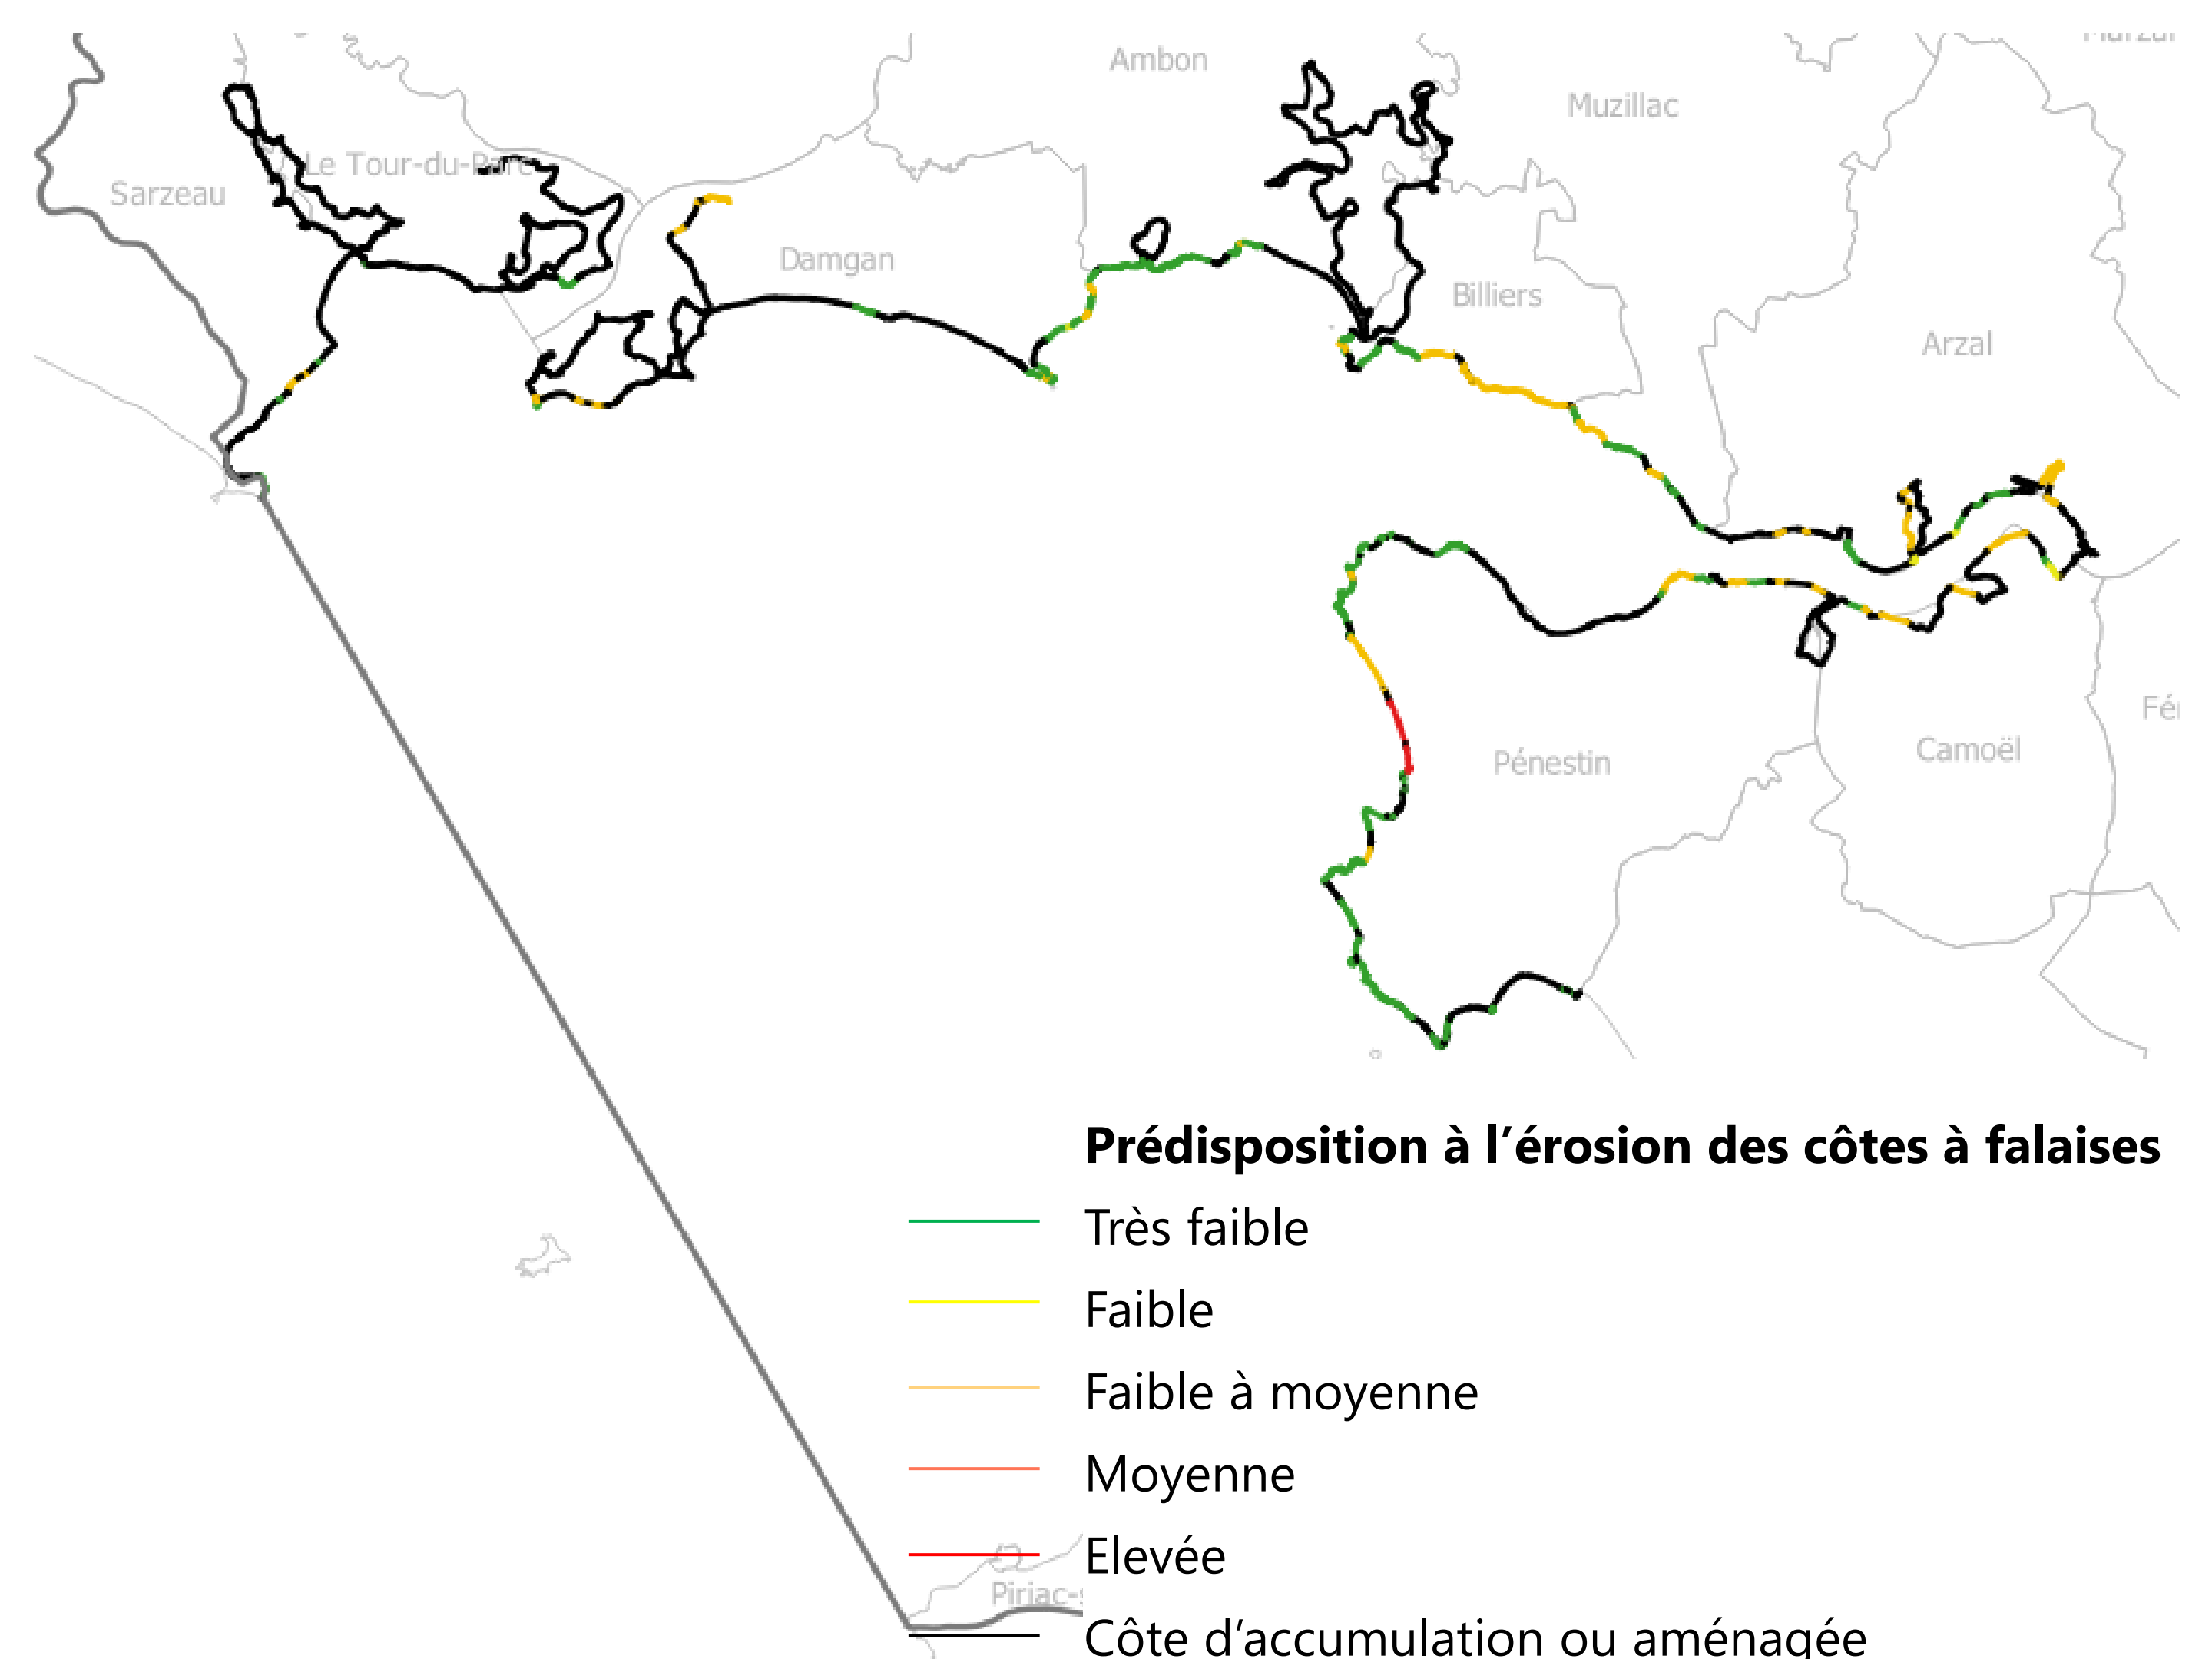 Ambon
Muzillac
Le Tour-du-Parc
Sarzeau
Damgan
Billiers
Arzal
Pénestin
Camoël
Prédisposition à l’érosion des côtes à falaises
Très faible
Faible
Faible à moyenne
Moyenne
Elevée
Piriac-s
Côte d’accumulation ou aménagée